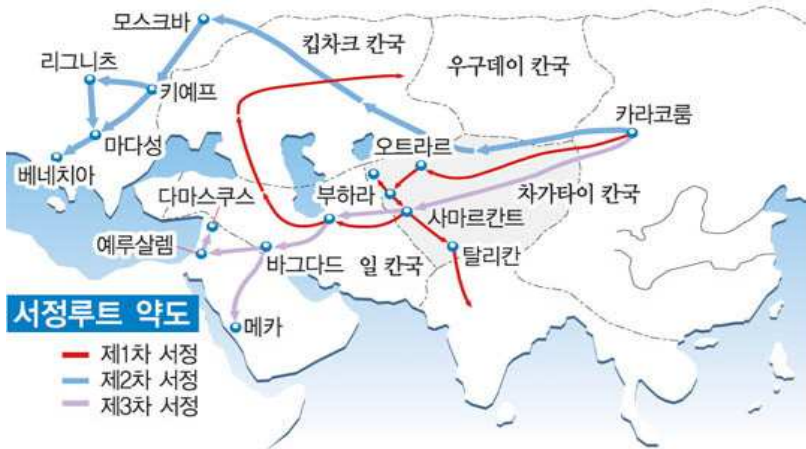 모스크바
킵차크 칸국
우구데이 칸국
리그니츠
키예프
카라코룸
마다성
오트라르
베네치아
다마스쿠스
부하라
차가타이 칸국
사마르칸트
예루살렘
바그다드
일 칸국
탈리칸
서정루트 약도
메카
제1차 서정
제2차 서정
제3차 서정